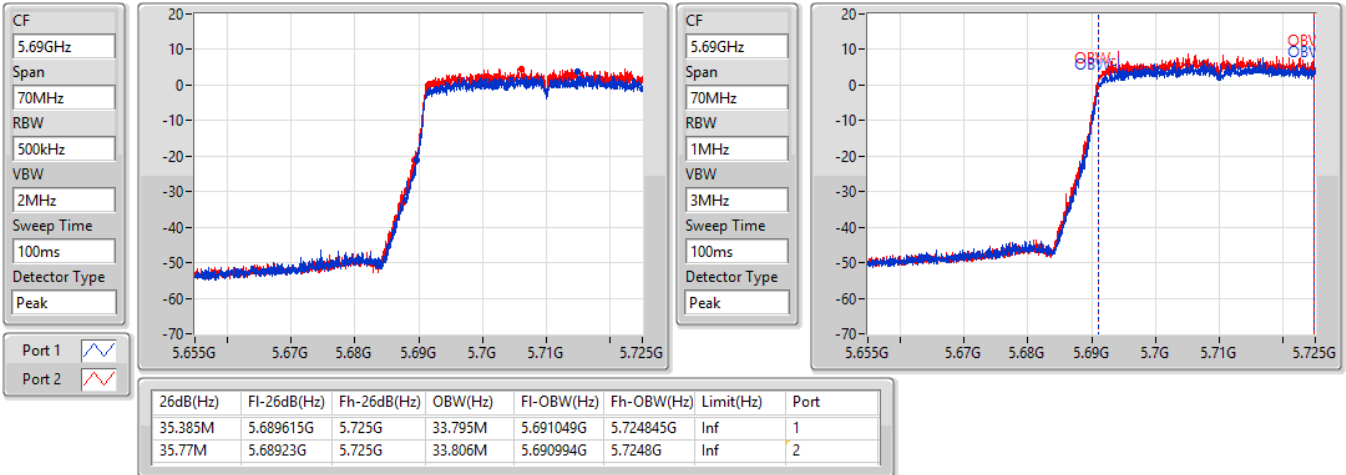 CF
5.69GHz
Span
70MHz
RBW
500kHz
VBW
2MHz
Sweep Time
100ms
Detector Type
Peak
Port 1
Port 2
20
10
0
-10
-20
-30
-40
-50
-60
-70
5.655G 5.67G 5.68G 5.69G 5.7G 5.71G 5.725G
CF
5.69GHz
Span
70MHz
RBW
1MHz
VBW
3MHz
Sweep Time
100ms
Detector Type
Peak
20
10
0
-10
-20
-30
-40
-50
-60
-70
OBW-
OBW
OBW
OBW
5.655G 5.67G 5.68G 5.69G 5.7G 5.71G 5.725G
26dB(Hz) Fl-26dB(Hz) Fh-26dB(Hz) OBW(Hz) Fl-OBW(Hz) Fh-OBW(Hz) Limit(Hz) Port
35.385M 5.689615G 5.725G 33.795M 5.691049G 5.724845G Inf 1
35.77M 5.68923G 5.725G 33.806M 5.690994G 5.7248G Inf 2